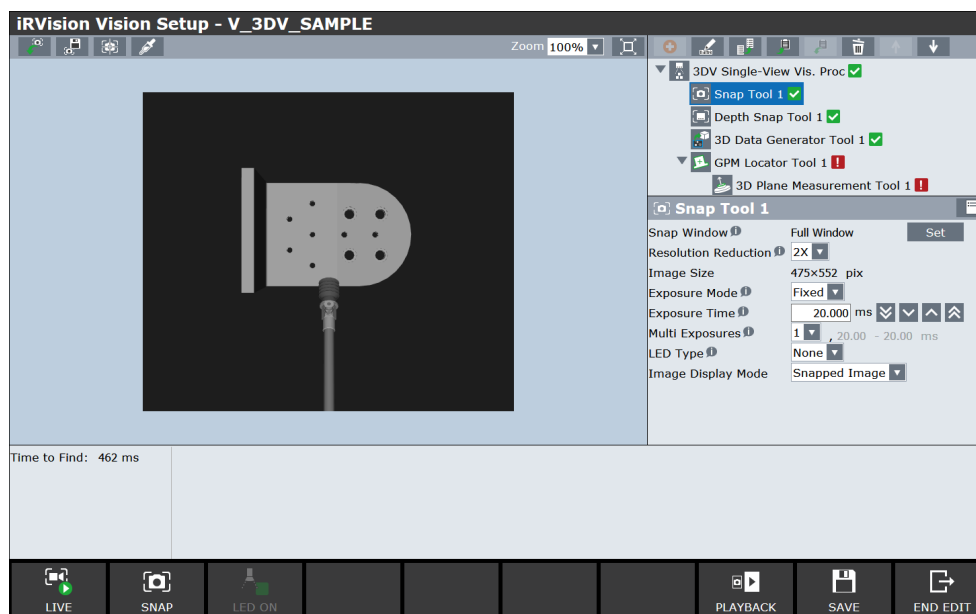 iRVision Vision Setup - V_3DV_SAMPLE
Zoom 100%
3DV Single-View Vis. Proc
Snap Tool 1
Depth Snap Tool 1
3D Data Generator Tool 1
GPM Locator Tool 1
3D Plane Measurement Tool 1
Snap Tool 1
Snap Window Full Window Set
Resolution Reduction 2X
Image Size 475×552 pix
Exposure Mode Fixed
Exposure Time 20.000 ms
Multi Exposures 1 , 20.00 - 20.00 ms
LED Type None
Image Display Mode Snapped Image
Time to Find: 462 ms
LIVE SNAP LED ON PLAYBACK SAVE END EDIT